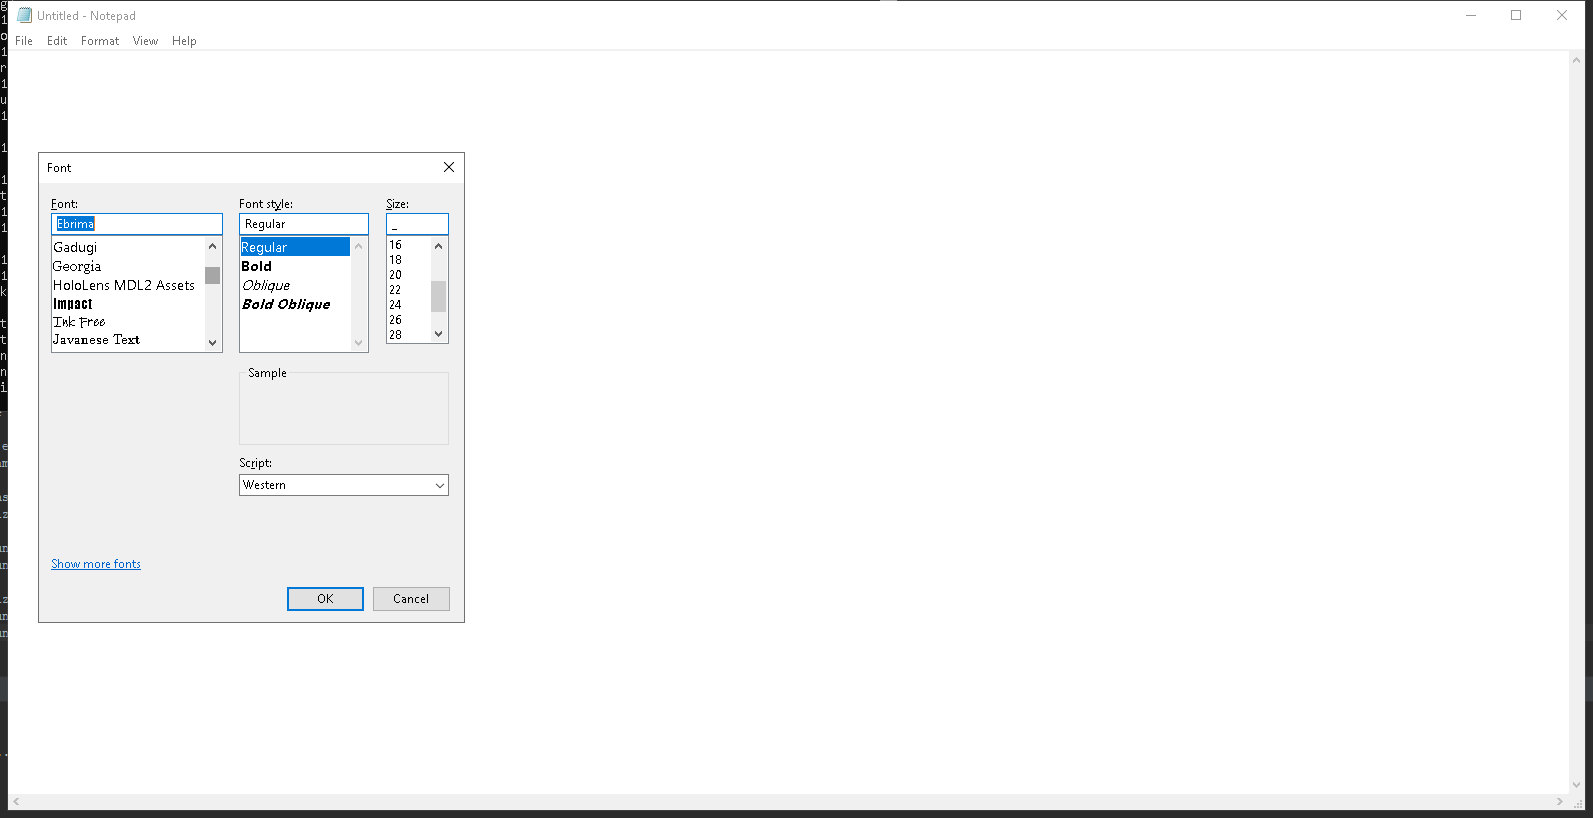 Untitled - Notepad
File Edit Format View Help
Font
Font: Font style: Size:
Ebrima Regular _
Gadugi
Georgia
HoloLens MDL2 Assets
Impact
Ink Free
Javanese Text
Regular
Bold
Oblique
Bold Oblique
16
18
20
22
24
26
28
Sample
Script:
Western
Show more fonts
OK Cancel